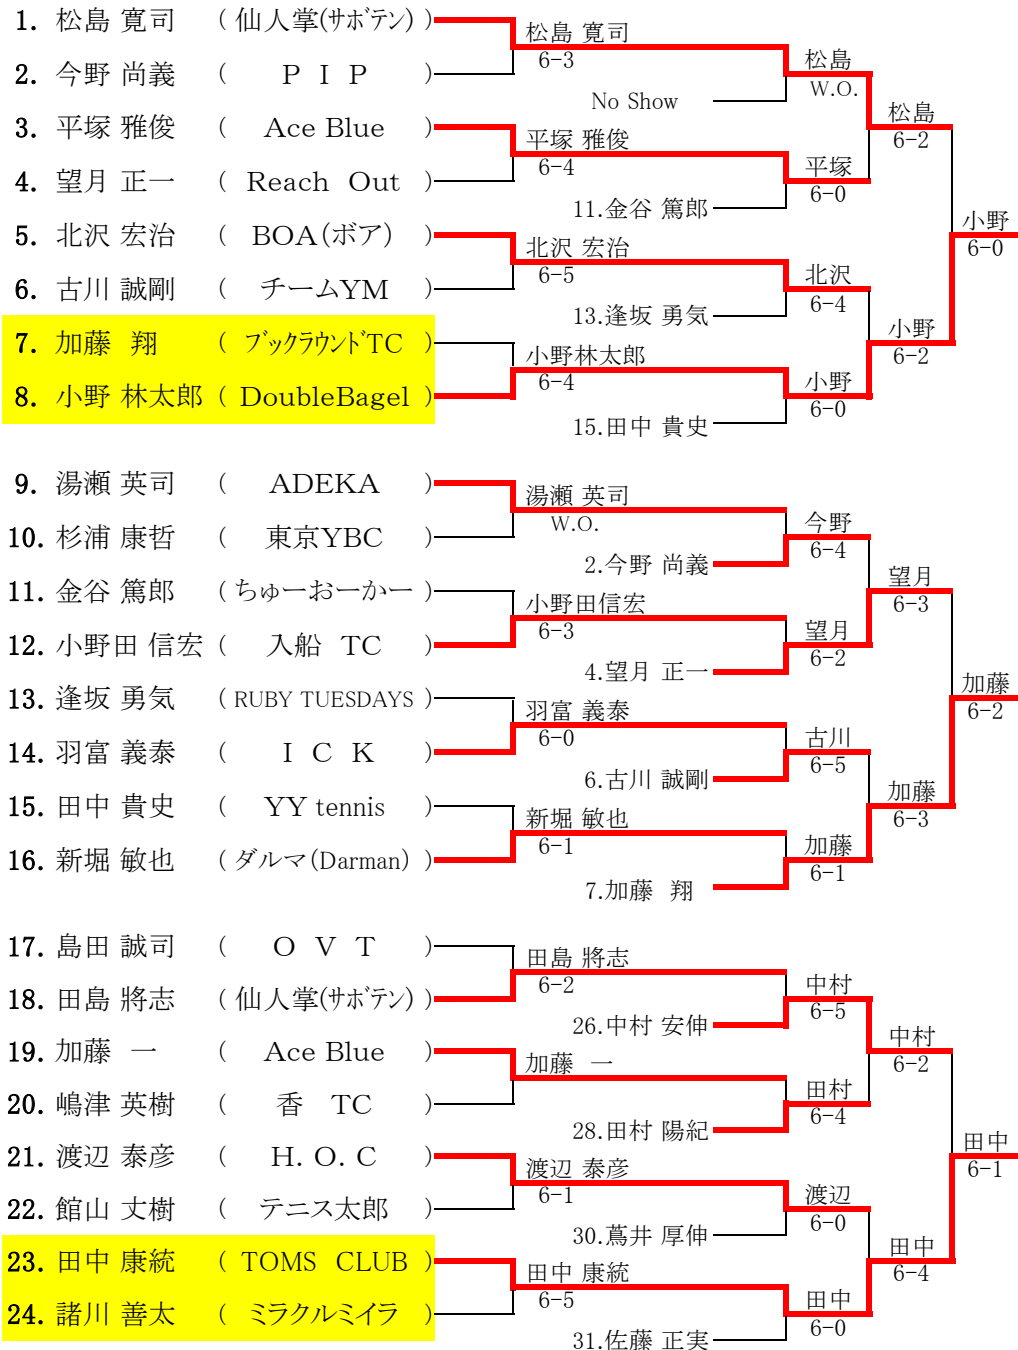 1. 松島 寛司 ( 仙人掌(サボテン) )
松島 寛司
6-3
松島
W.O.
2. 今野 尚義 ( P I P )
No Show
松島
6-2
3. 平塚 雅俊 ( Ace Blue )
平塚 雅俊
6-4
平塚
6-0
4. 望月 正一 ( Reach Out )
11.金谷 篤郎
小野
6-0
5. 北沢 宏治 ( BOA(ボア) )
北沢 宏治
6-5
北沢
6-4
6. 古川 誠剛 ( チームYM )
13.逢坂 勇気
小野
6-2
7. 加藤 翔 ( ブックラウンドTC )
小野林太郎
6-4
小野
6-0
8. 小野 林太郎 ( DoubleBagel )
15.田中 貴史
9. 湯瀬 英司 ( ADEKA )
湯瀬 英司
W.O.
今野
6-4
10. 杉浦 康哲 ( 東京YBC )
2.今野 尚義
望月
6-3
11. 金谷 篤郎 ( ちゅーおーかー )
小野田信宏
6-3
望月
6-2
12. 小野田 信宏 ( 入船 TC )
4.望月 正一
加藤
6-2
13. 逢坂 勇気 ( RUBY TUESDAYS )
羽富 義泰
6-0
古川
6-5
14. 羽富 義泰 ( I C K )
6.古川 誠剛
加藤
6-3
15. 田中 貴史 ( YY tennis )
新堀 敏也
6-1
加藤
6-1
16. 新堀 敏也 ( ダルマ(Darman) )
7.加藤 翔
17. 島田 誠司 ( O V T )
田島 將志
6-2
中村
6-5
18. 田島 將志 ( 仙人掌(サボテン) )
26.中村 安伸
中村
6-2
19. 加藤 一 ( Ace Blue )
加藤 一
田村
6-4
20. 嶋津 英樹 ( 香 TC )
28.田村 陽紀
田中
6-1
21. 渡辺 泰彦 ( H. O. C )
渡辺 泰彦
6-1
渡辺
6-0
22. 館山 丈樹 ( テニス太郎 )
30.蔦井 厚伸
田中
6-4
23. 田中 康統 ( TOMS CLUB )
田中 康統
6-5
田中
6-0
24. 諸川 善太 ( ミラクルミイラ )
31.佐藤 正実